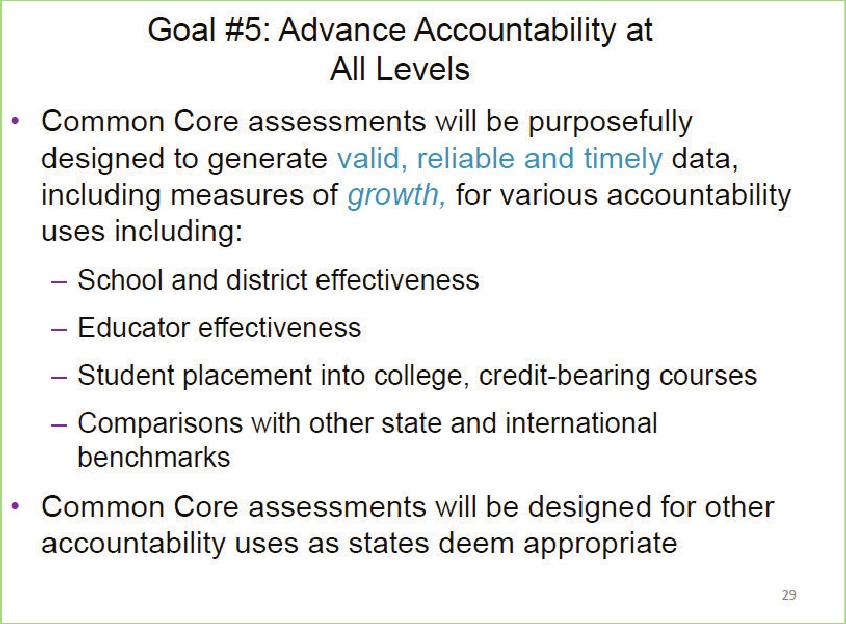 Goal #5: Advance Accountability at
All Levels
• Common Core assessments will be purposefully
designed to generate valid, reliable and timely data,
including measures of growth, for various accountability
uses including:
– School and district effectiveness
– Educator effectiveness
– Student placement into college, credit-bearing courses
– Comparisons with other state and international
benchmarks
• Common Core assessments will be designed for other
accountability uses as states deem appropriate
29